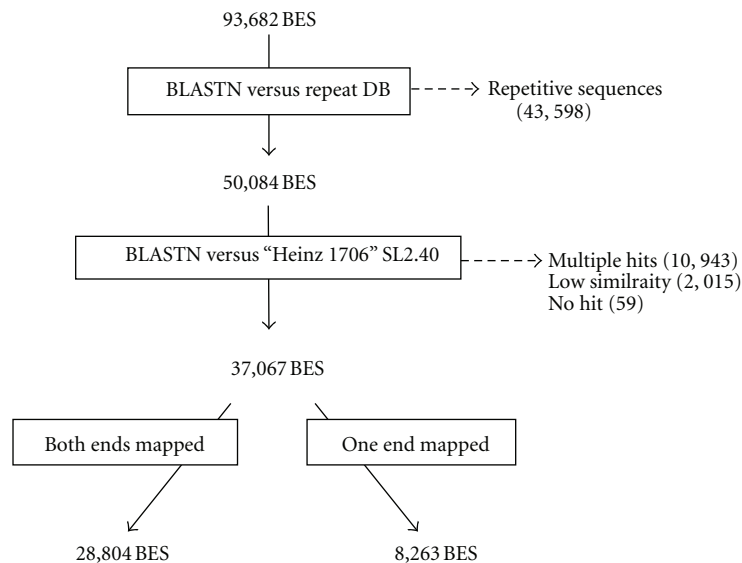 93,682 BES
BLASTN versus repeat DB
Repetitive sequences
(43, 598)
50,084 BES
BLASTN versus “Heinz 1706” SL2.40
Multiple hits (10, 943)
Low similraity (2, 015)
No hit (59)
37,067 BES
Both ends mapped
One end mapped
28,804 BES
8,263 BES